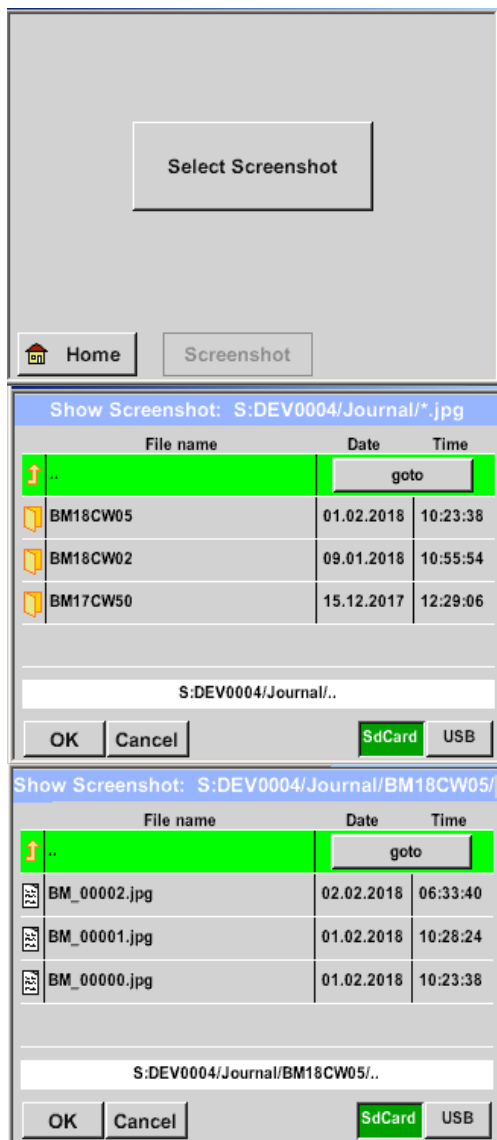 Select Screenshot
Home Screenshot
Show Screenshot: S:DEV0004/Journal/*.jpg
File name Date Time
.. goto
BM18CW05 01.02.2018 10:23:38
BM18CW02 09.01.2018 10:55:54
BM17CW50 15.12.2017 12:29:06
S:DEV0004/Journal/..
OK Cancel SdCard USB
Show Screenshot: S:DEV0004/Journal/BM18CW05/
File name Date Time
.. goto
BM_00002.jpg 02.02.2018 06:33:40
BM_00001.jpg 01.02.2018 10:28:24
BM_00000.jpg 01.02.2018 10:23:38
S:DEV0004/Journal/BM18CW05/..
OK Cancel SdCard USB